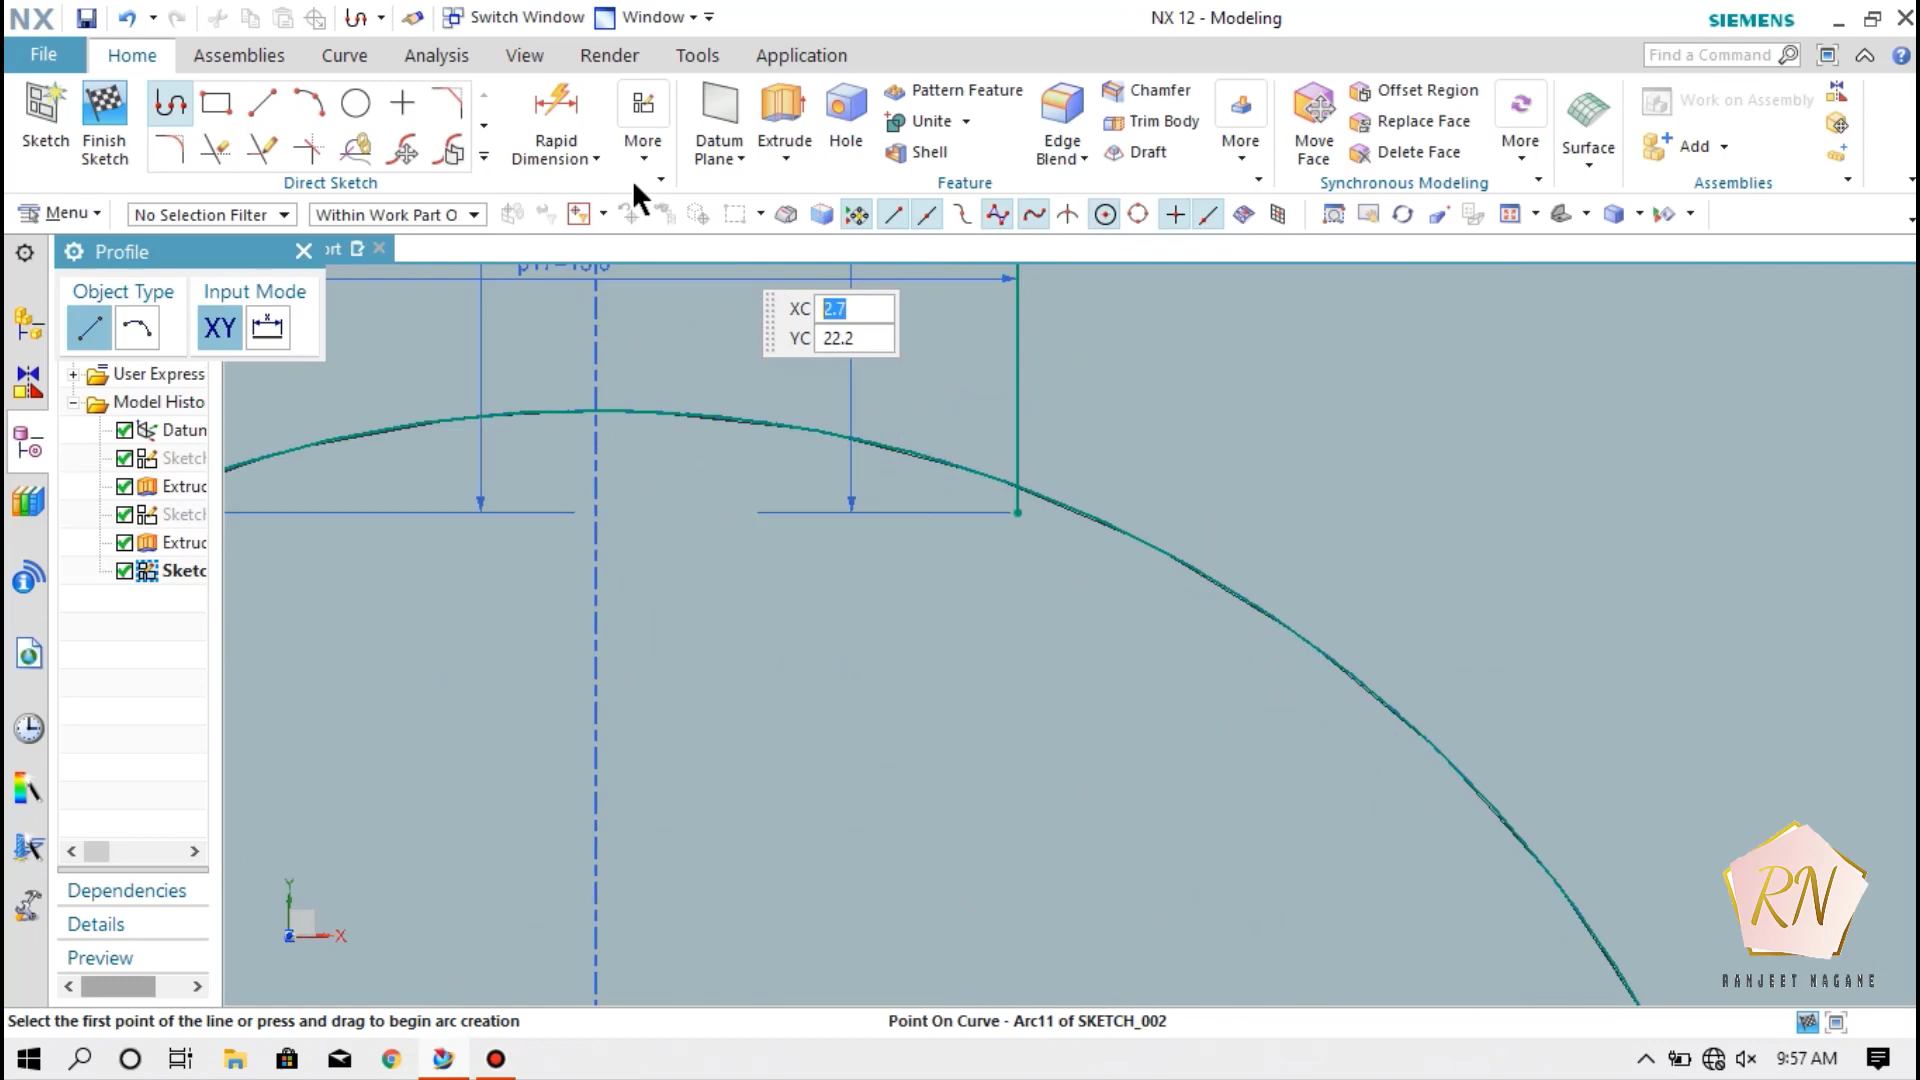 NX
Switch Window
Window
NX 12 - Modeling
SIEMENS
File
Home
Assemblies
Curve
Analysis
View
Render
Tools
Application
Find a Command
Sketch
Finish
Sketch
Rapid
Dimension
More
Datum
Plane
Extrude
Hole
Pattern Feature
Unite
Shell
Edge
Blend
Chamfer
Trim Body
Draft
More
Move
Face
Offset Region
Replace Face
Delete Face
More
Surface
Work on Assembly
Add
Direct Sketch
Feature
Synchronous Modeling
Assemblies
Menu
No Selection Filter
Within Work Part O
Profile
Object Type
Input Mode
XY
XC 2.7
YC 22.2
User Express
Model Histo
Datun
Sketch
Extruc
Sketch
Extruc
Sketc
Dependencies
Details
Preview
Y
Z
X
RN
RANJEET NAGANE
Select the first point of the line or press and drag to begin arc creation
Point On Curve - Arc11 of SKETCH_002
9:57 AM